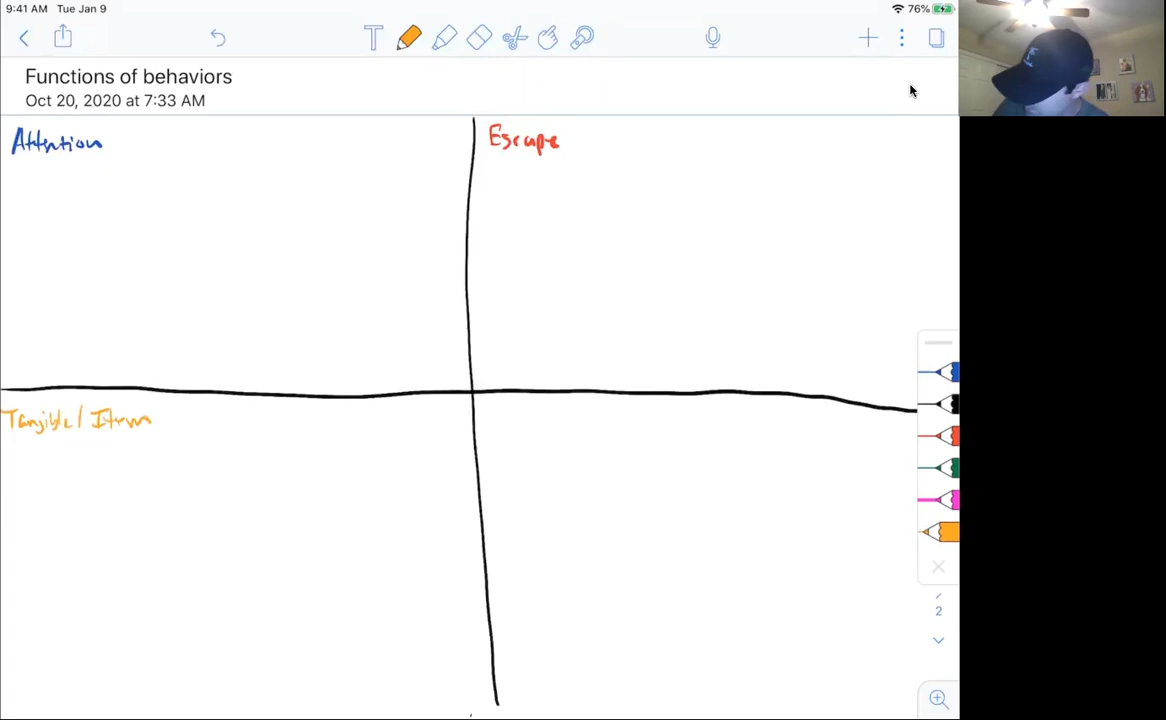 9:41 AM Tue Jan 9
76%
T
Functions of behaviors
Oct 20, 2020 at 7:33 AM
Attention
Escape
Tangible/ Item
2